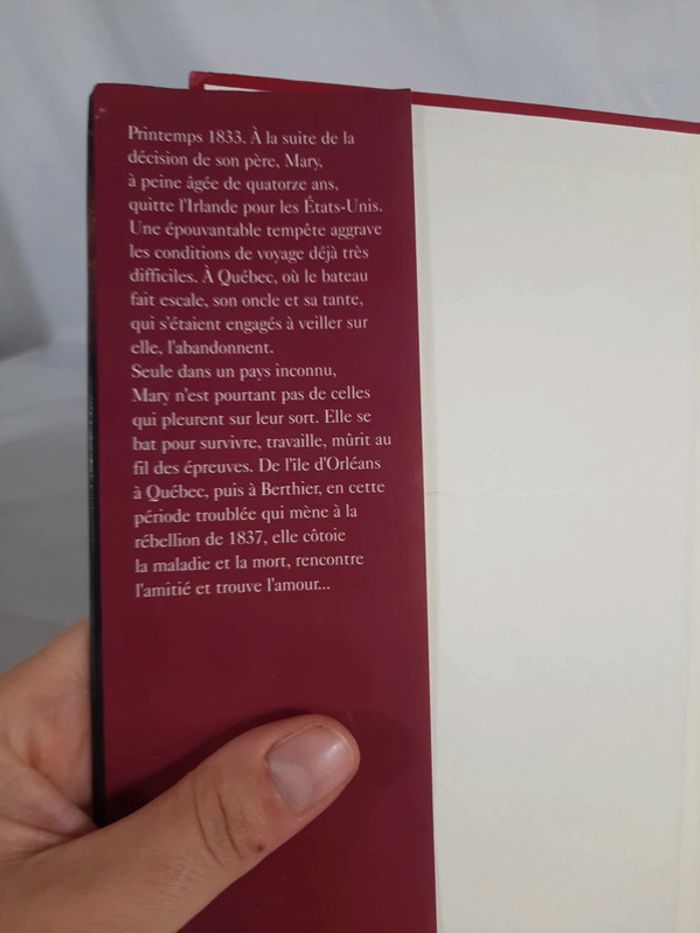 Printemps 1833. À la suite de la
décision de son père, Mary,
à peine âgée de quatorze ans,
quitte l'Irlande pour les États-Unis.
Une épouvantable tempête aggrave
les conditions de voyage déjà très
difficiles. À Québec, où le bateau
fait escale, son oncle et sa tante,
qui s'étaient engagés à veiller sur
elle, l'abandonnent.
Seule dans un pays inconnu,
Mary n'est pourtant pas de celles
qui pleurent sur leur sort. Elle se
bat pour survivre, travaille, mûrit au
fil des épreuves. De l'île d'Orléans
à Québec, puis à Berthier, en cette
période troublée qui mène à la
rébellion de 1837, elle côtoie
la maladie et la mort, rencontre
l'amitié et trouve l'amour...